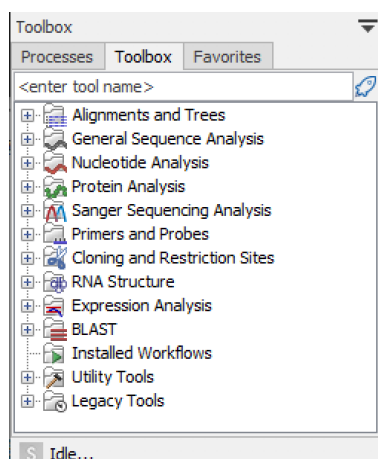 Toolbox
Processes Toolbox Favorites
<enter tool name>
Alignments and Trees
General Sequence Analysis
Nucleotide Analysis
Protein Analysis
Sanger Sequencing Analysis
Primers and Probes
Cloning and Restriction Sites
RNA Structure
Expression Analysis
BLAST
Installed Workflows
Utility Tools
Legacy Tools
S Idle...